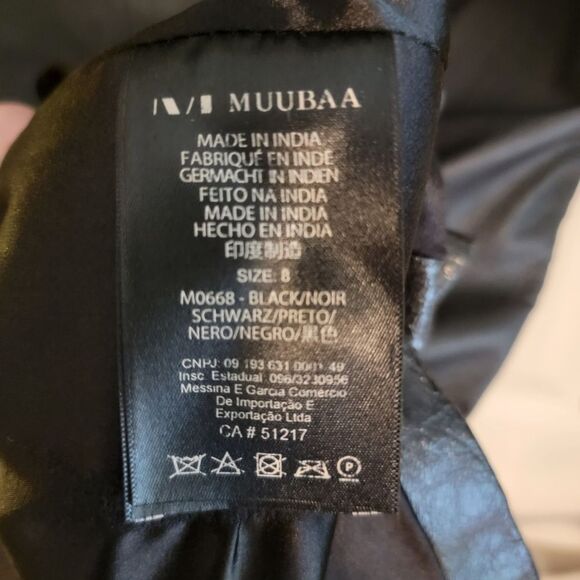 MUUBAA
MADE IN INDIA
FABRIQUÉ EN INDE
GERMACHT IN INDIEN
FEITO NA INDIA
MADE IN INDIA
HECHO EN INDIA
印度制造
SIZE: 8
M0668 - BLACK/NOIR
SCHWARZ/PRETO/
NERO/NEGRO/黑色
CNPJ: 09 193 631 0001 49
Insc. Estadual: 096/3230956
Messina E Garcia Comercio
De Importação E
Exportação Ltda
CA # 51217
P